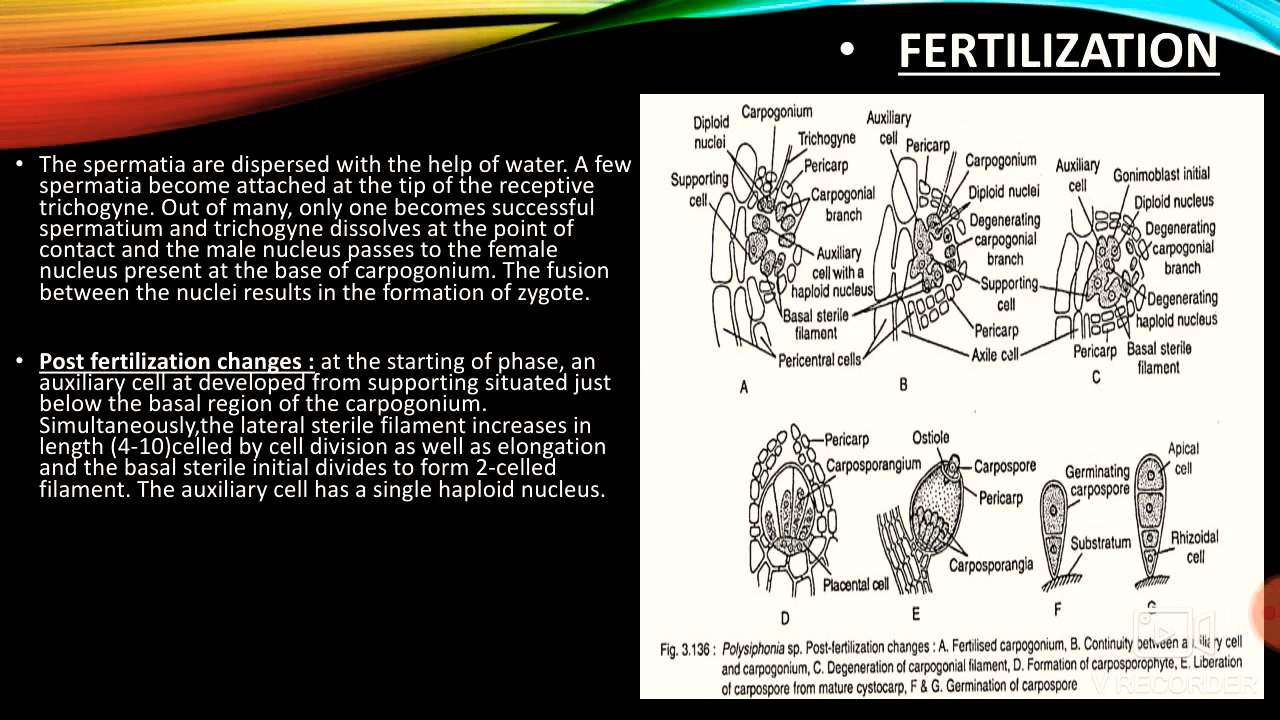 • FERTILIZATION
• The spermatia are dispersed with the help of water. A few
spermatia become attached at the tip of the receptive
trichogyne. Out of many, only one becomes successful
spermatium and trichogyne dissolves at the point of
contact and the male nucleus passes to the female
nucleus present at the base of carpogonium. The fusion
between the nuclei results in the formation of zygote.
• Post fertilization changes : at the starting of phase, an
auxiliary cell at developed from supporting situated just
below the basal region of the carpogonium.
Simultaneously,the lateral sterile filament increases in
length (4-10)celled by cell division as well as elongation
and the basal sterile initial divides to form 2-celled
filament. The auxiliary cell has a single haploid nucleus.
Diploid
nuclei
Carpogonium
Trichogyne
Pericarp
Supporting
cell
Carpogonial
branch
Auxiliary
cell with a
haploid nucleus
Basal sterile
filament
Pericentral cells
A
Auxiliary
cell
Pericarp
Carpogonium
Diploid nuclei
Degenerating
carpogonial
branch
Supporting
cell
Pericarp
Axile cell
B
Auxiliary
cell
Gonimoblast initial
Diploid nucleus
Degenerating
carpogonial
branch
Degenerating
haploid nucleus
Pericarp
Basal sterile
filament
C
Pericarp
Carposporangium
Placental cell
D
Ostiole
Carpospore
Pericarp
Carposporangia
E
Germinating
carpospore
Substratum
F
Apical
cell
Rhizoidal
cell
G
Fig. 3.136 : Polysiphonia sp. Post-fertilization changes : A. Fertilised carpogonium, B. Continuity between auxiliary cell
and carpogonium, C. Degeneration of carpogonial filament, D. Formation of carposporophyte, E. Liberation
of carpospore from mature cystocarp, F & G. Germination of carpospore
V RECORDER